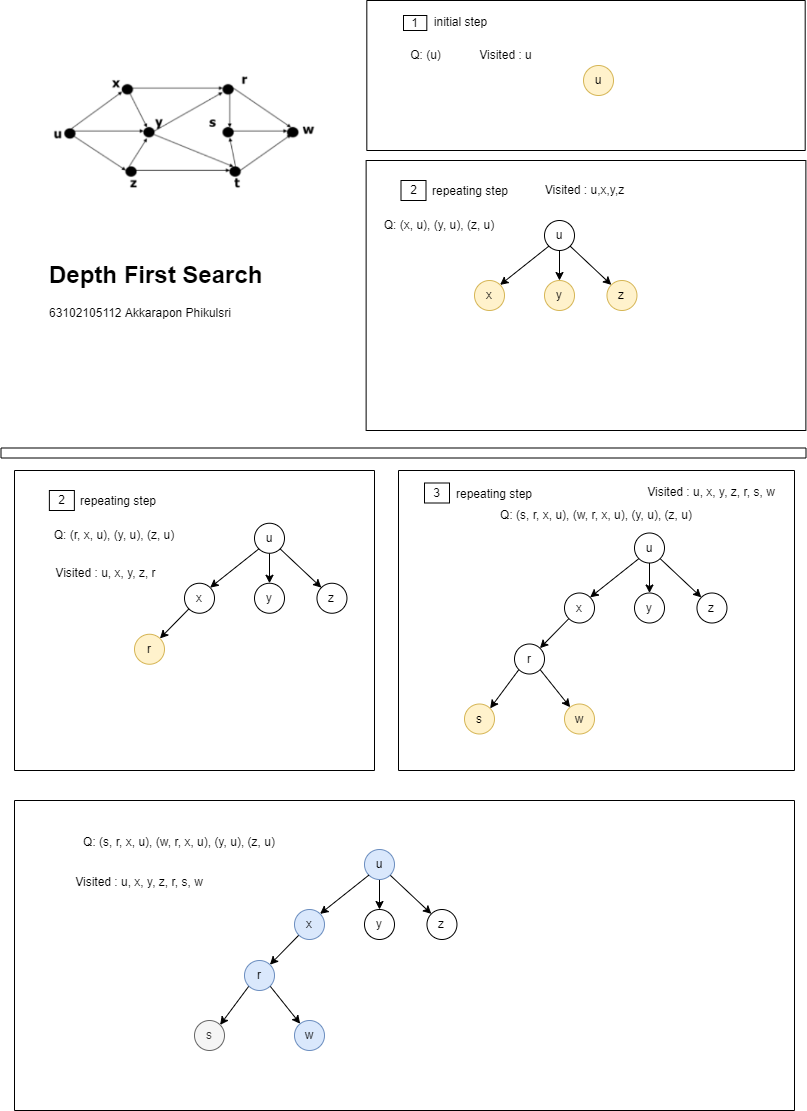 x
r
y
s
u
w
z
t
Depth First Search
63102105112 Akkarapon Phikulsri
1 initial step
Q: (u) Visited : u
u
2 repeating step Visited : u,x,y,z
Q: (x, u), (y, u), (z, u)
u
x y z
2 repeating step
Q: (r, x, u), (y, u), (z, u)
Visited : u, x, y, z, r
u
x y z
r
3 repeating step Visited : u, x, y, z, r, s, w
Q: (s, r, x, u), (w, r, x, u), (y, u), (z, u)
u
x y z
r
s w
Q: (s, r, x, u), (w, r, x, u), (y, u), (z, u)
Visited : u, x, y, z, r, s, w
u
x y z
r
s w